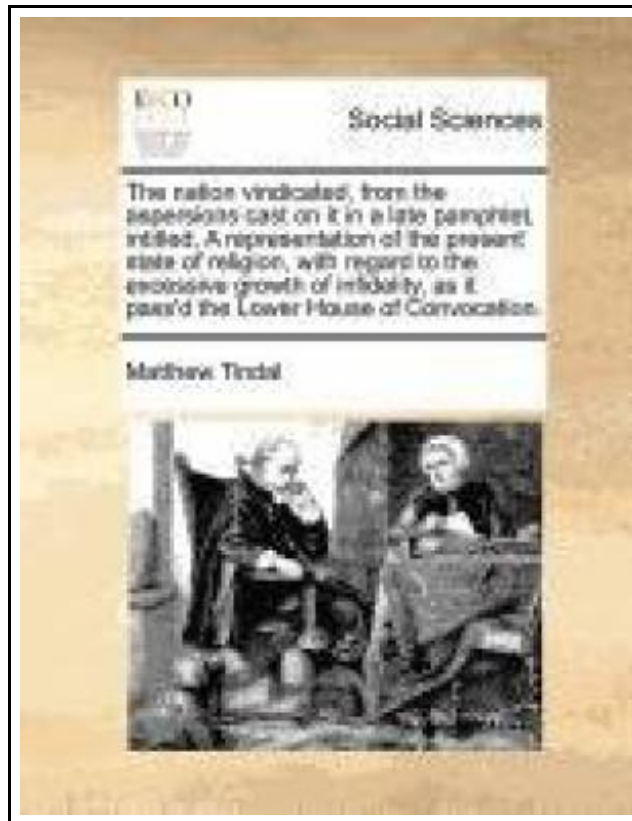 ECCO
Social Sciences
The nation vindicated, from the
aspersions cast on it in a late pamphlet,
intitled, A representation of the present
state of religion, with regard to the
excessive growth of infidelity, as it
pass'd the Lower House of Convocation.
Matthew Tindal